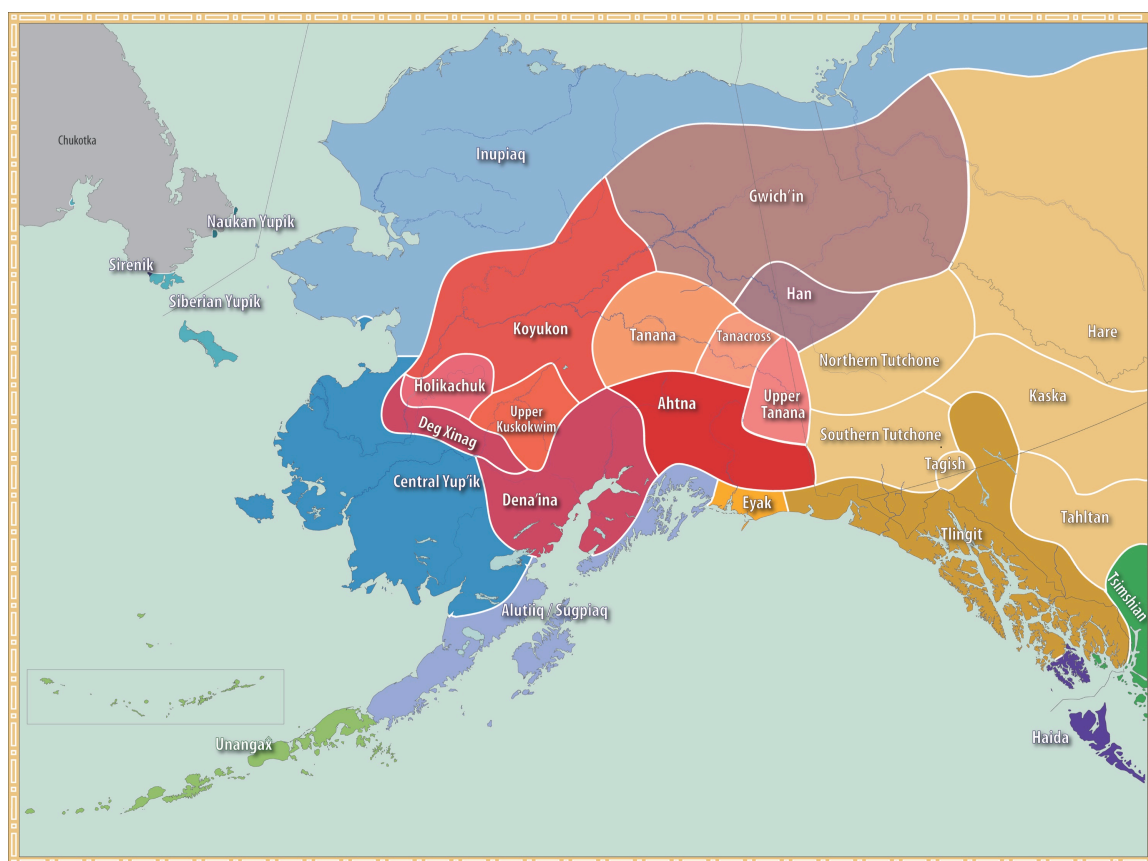 Chukotka
Inupiaq
Gwich'in
Naukan Yupik
Sirenik
Siberian Yupik
Han
Koyukon
Tanana
Tanacross
Northern Tutchone
Hare
Holikachuk
Upper
Kuskokwim
Ahtna
Upper
Tanana
Kaska
Deg Xinag
Southern Tutchone
Tagish
Central Yup'ik
Dena'ina
Eyak
Tahltan
Tlingit
Tsimshian
Alutiiq / Sugpiaq
Unangax̂
Haida